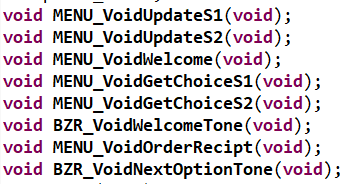 void MENU_VoidUpdateS1(void);
void MENU_VoidUpdateS2(void);
void MENU_VoidWelcome(void);
void MENU_VoidGetChoiceS1(void);
void MENU_VoidGetChoiceS2(void);
void BZR_VoidWelcomeTone(void);
void MENU_VoidOrderRecipt(void);
void BZR_VoidNextOptionTone(void);